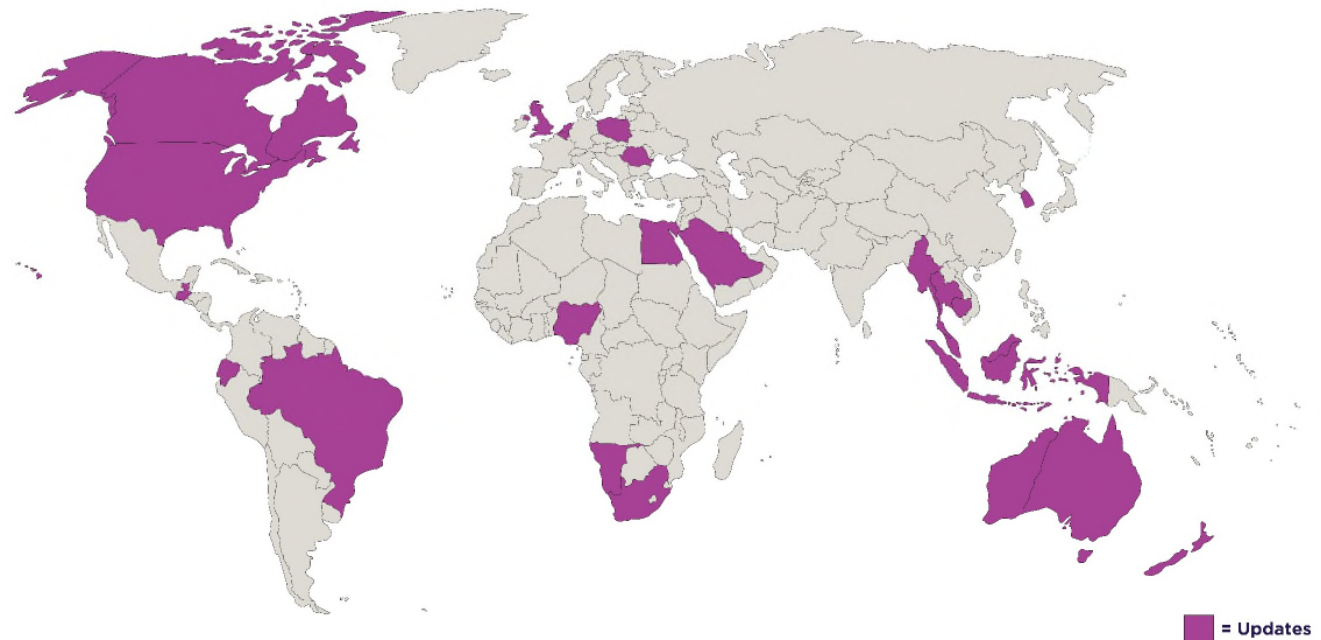 = Updates